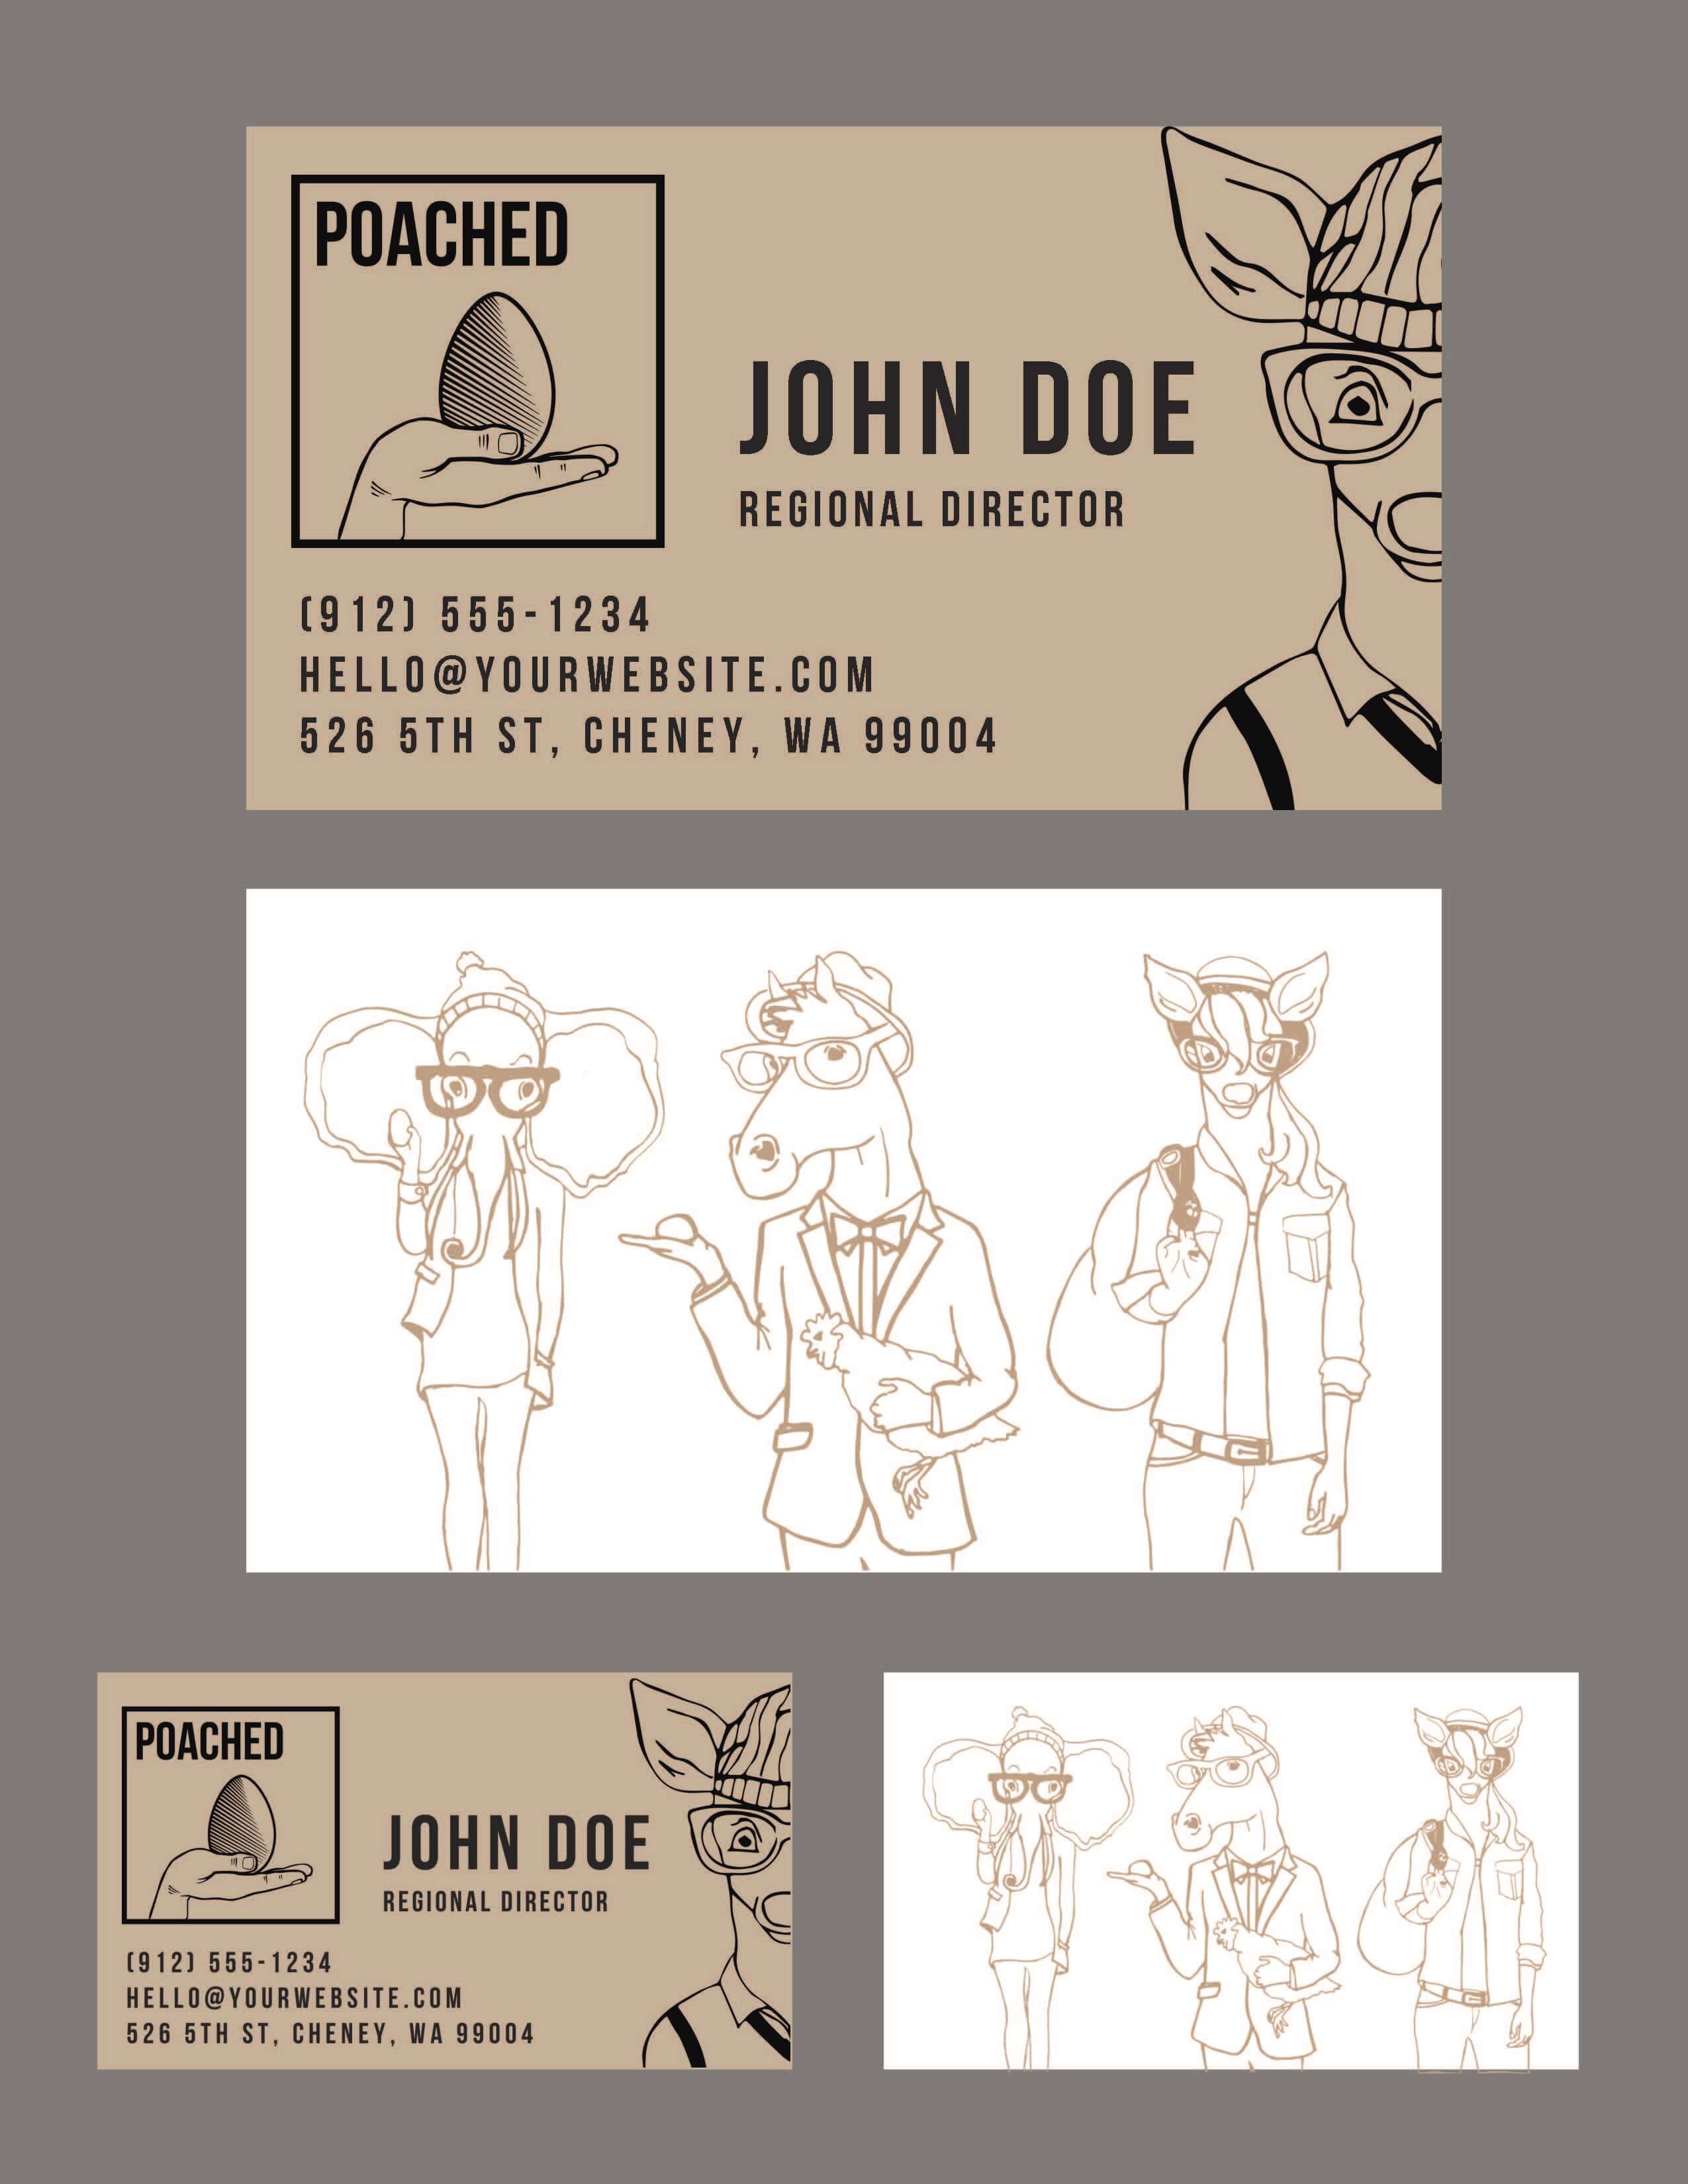 POACHED
JOHN DOE
REGIONAL DIRECTOR
(912) 555-1234
HELLO@YOURWEBSITE.COM
526 5TH ST, CHENEY, WA 99004
POACHED
JOHN DOE
REGIONAL DIRECTOR
(912) 555-1234
HELLO@YOURWEBSITE.COM
526 5TH ST, CHENEY, WA 99004